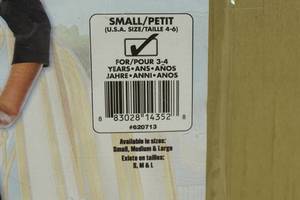 SMALL/PETIT
(U.S.A. SIZE/TAILLE 4-6)
FOR/POUR 3-4
YEARS•ANS•AÑOS
JAHRE•ANNI•ANOS
8 83028 14352 8
#620713
Available in sizes:
Small, Medium & Large
Existe en tailles:
S, M & L